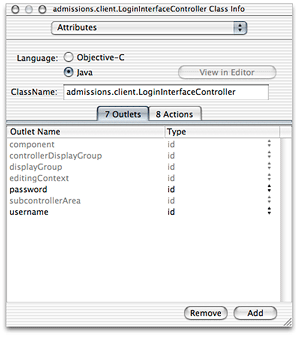 admissions.client.LoginInterfaceController Class Info
Attributes
Language: Objective-C
Java View in Editor
ClassName: admissions.client.LoginInterfaceController
7 Outlets 8 Actions
Outlet Name Type
component id
controllerDisplayGroup id
displayGroup id
editingContext id
password id
subcontrollerArea id
username id
Remove Add